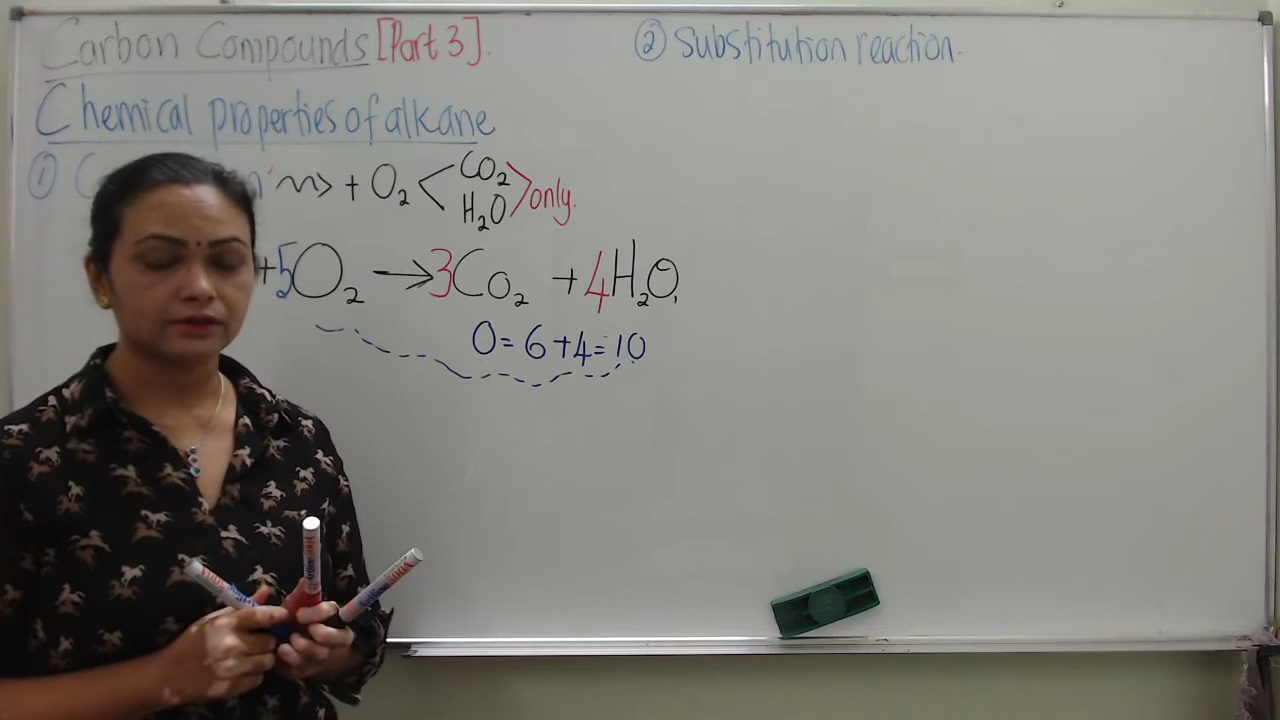 Carbon Compounds [Part 3].
② Substitution reaction.
Chemical properties of alkane
① + O₂ < CO₂ H₂O > only.
+5O₂ → 3CO₂ + 4H₂O
O = 6+4=10